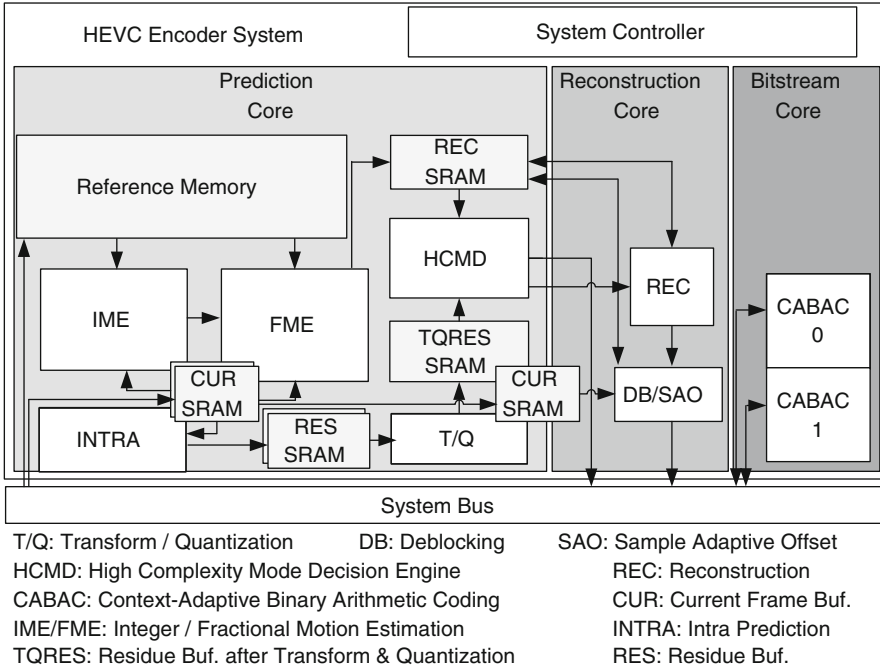 HEVC Encoder System
System Controller
Prediction
Core
Reconstruction
Core
Bitstream
Core
Reference Memory
REC
SRAM
HCMD
REC
IME
FME
TQRES
SRAM
CABAC
0
CUR
SRAM
CUR
SRAM
DB/SAO
CABAC
1
INTRA
RES
SRAM
T/Q
System Bus
T/Q: Transform / Quantization DB: Deblocking SAO: Sample Adaptive Offset
HCMD: High Complexity Mode Decision Engine REC: Reconstruction
CABAC: Context-Adaptive Binary Arithmetic Coding CUR: Current Frame Buf.
IME/FME: Integer / Fractional Motion Estimation INTRA: Intra Prediction
TQRES: Residue Buf. after Transform & Quantization RES: Residue Buf.